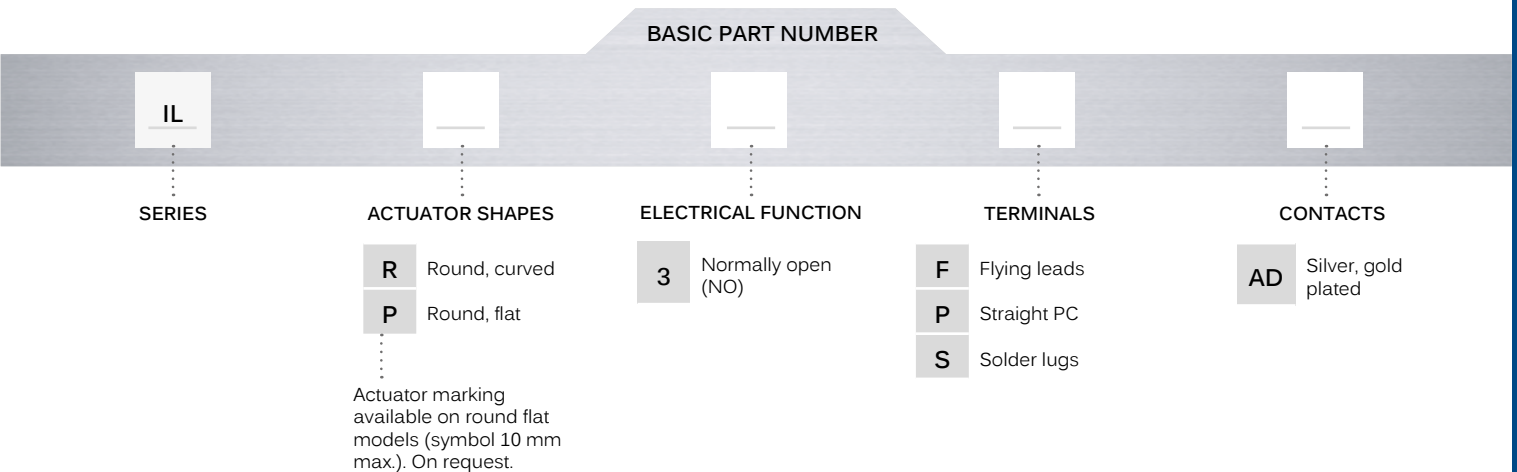 BASIC PART NUMBER
IL
SERIES
ACTUATOR SHAPES
R Round, curved
P Round, flat
Actuator marking
available on round flat
models (symbol 10 mm
max.). On request.
ELECTRICAL FUNCTION
3 Normally open
(NO)
TERMINALS
F Flying leads
P Straight PC
S Solder lugs
CONTACTS
AD Silver, gold
plated